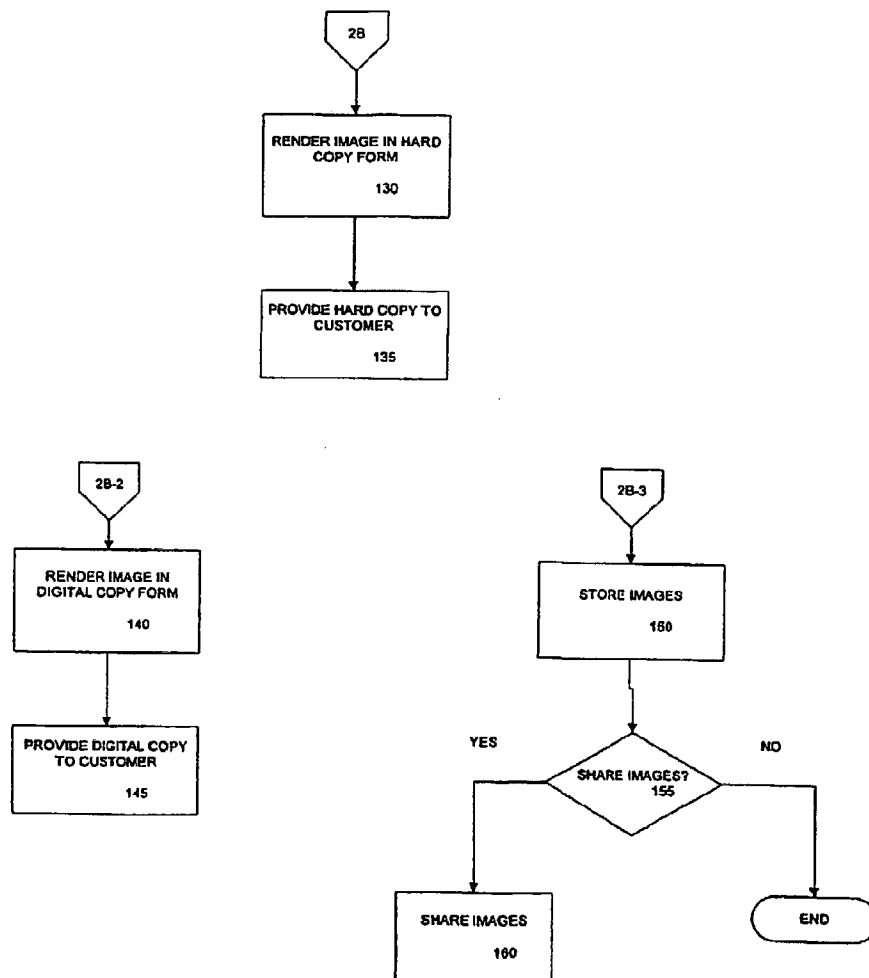 2B
RENDER IMAGE IN HARD
COPY FORM
130
PROVIDE HARD COPY TO
CUSTOMER
135
2B-2
RENDER IMAGE IN
DIGITAL COPY FORM
140
PROVIDE DIGITAL COPY
TO CUSTOMER
145
2B-3
STORE IMAGES
150
YES
NO
SHARE IMAGES?
155
SHARE IMAGES
160
END